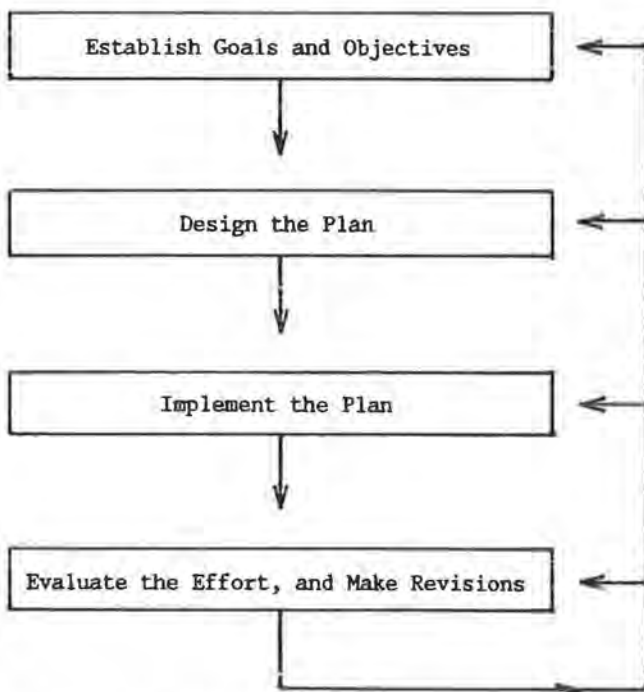 Establish Goals and Objectives
Design the Plan
Implement the Plan
Evaluate the Effort, and Make Revisions